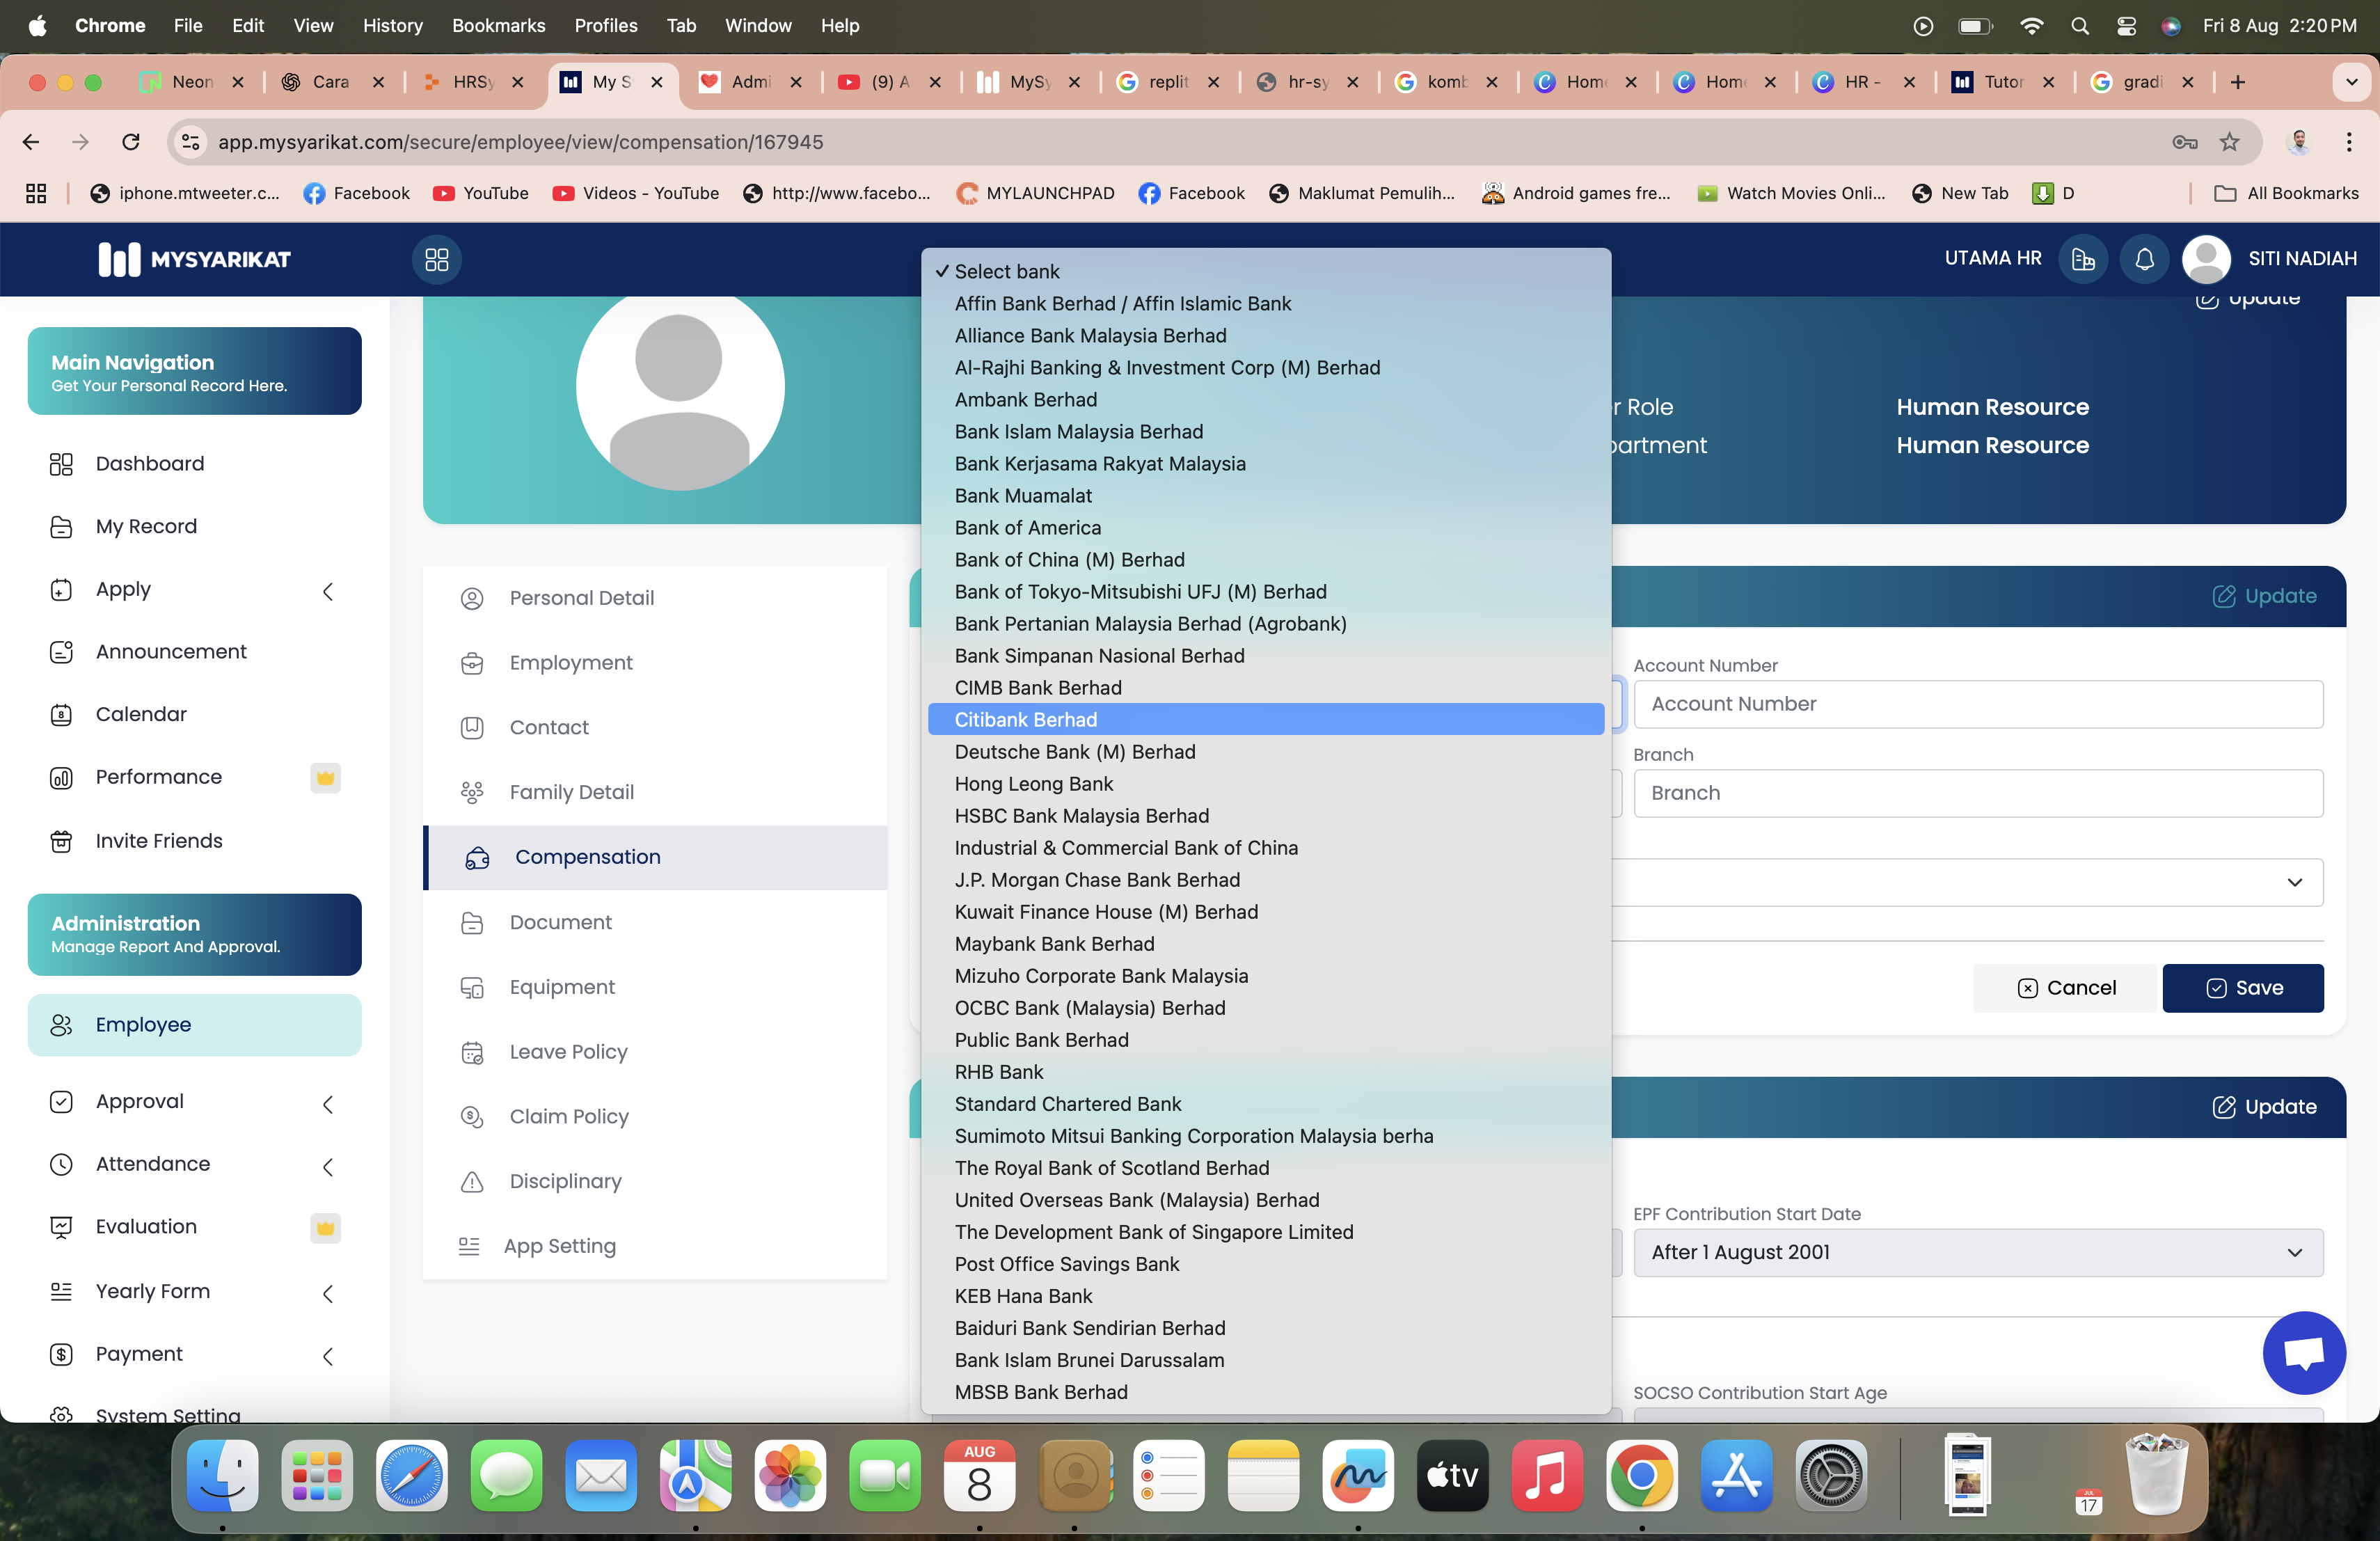 Chrome File Edit View History Bookmarks Profiles Tab Window Help
Fri 8 Aug 2:20 PM
Neon Cara HRSy My S Admi (9) A MySy replit hr-sy komb Hom Hom HR - Tutor gradi
app.mysyarikat.com/secure/employee/view/compensation/167945
iphone.mtweeter.c... Facebook YouTube Videos - YouTube http://www.facebo... MYLAUNCHPAD Facebook Maklumat Pemulih... Android games fre... Watch Movies Onli... New Tab D All Bookmarks
MYSYARIKAT
UTAMA HR
SITI NADIAH
Main Navigation
Get Your Personal Record Here.
Dashboard
My Record
Apply
Announcement
Calendar
8
Performance
Invite Friends
Administration
Manage Report And Approval.
Employee
Approval
Attendance
Evaluation
Yearly Form
Payment
System Setting
Personal Detail
Employment
Contact
Family Detail
Compensation
Document
Equipment
Leave Policy
Claim Policy
Disciplinary
App Setting
✓ Select bank
Affin Bank Berhad / Affin Islamic Bank
Alliance Bank Malaysia Berhad
Al-Rajhi Banking & Investment Corp (M) Berhad
Ambank Berhad
Bank Islam Malaysia Berhad
Bank Kerjasama Rakyat Malaysia
Bank Muamalat
Bank of America
Bank of China (M) Berhad
Bank of Tokyo-Mitsubishi UFJ (M) Berhad
Bank Pertanian Malaysia Berhad (Agrobank)
Bank Simpanan Nasional Berhad
CIMB Bank Berhad
Citibank Berhad
Deutsche Bank (M) Berhad
Hong Leong Bank
HSBC Bank Malaysia Berhad
Industrial & Commercial Bank of China
J.P. Morgan Chase Bank Berhad
Kuwait Finance House (M) Berhad
Maybank Bank Berhad
Mizuho Corporate Bank Malaysia
OCBC Bank (Malaysia) Berhad
Public Bank Berhad
RHB Bank
Standard Chartered Bank
Sumimoto Mitsui Banking Corporation Malaysia berha
The Royal Bank of Scotland Berhad
United Overseas Bank (Malaysia) Berhad
The Development Bank of Singapore Limited
Post Office Savings Bank
KEB Hana Bank
Baiduri Bank Sendirian Berhad
Bank Islam Brunei Darussalam
MBSB Bank Berhad
Update
r Role Human Resource
partment Human Resource
Update
Account Number
Account Number
Branch
Branch
Cancel
Save
Update
EPF Contribution Start Date
After 1 August 2001
SOCSO Contribution Start Age
AUG
8
tv
JUL
17